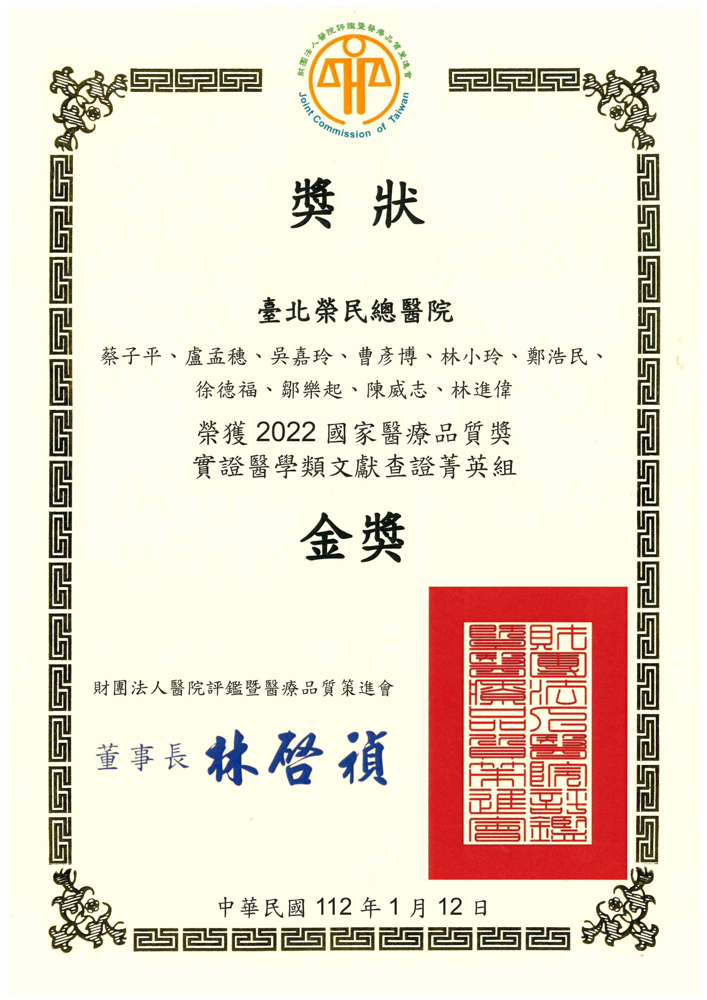 財團法人醫院評鑑暨醫療品質策進會
Joint Commission of Taiwan
獎狀
臺北榮民總醫院
蔡子平、盧孟穗、吳嘉玲、曹彥博、林小玲、鄭浩民、
徐德福、鄒樂起、陳威志、林進偉
榮獲 2022 國家醫療品質獎
實證醫學類文獻查證菁英組
金獎
財團法人醫院評鑑暨醫療品質策進會
董事長 林啓禎
財團法人醫院評鑑
暨醫療品質策進會
中華民國 112 年 1 月 12 日